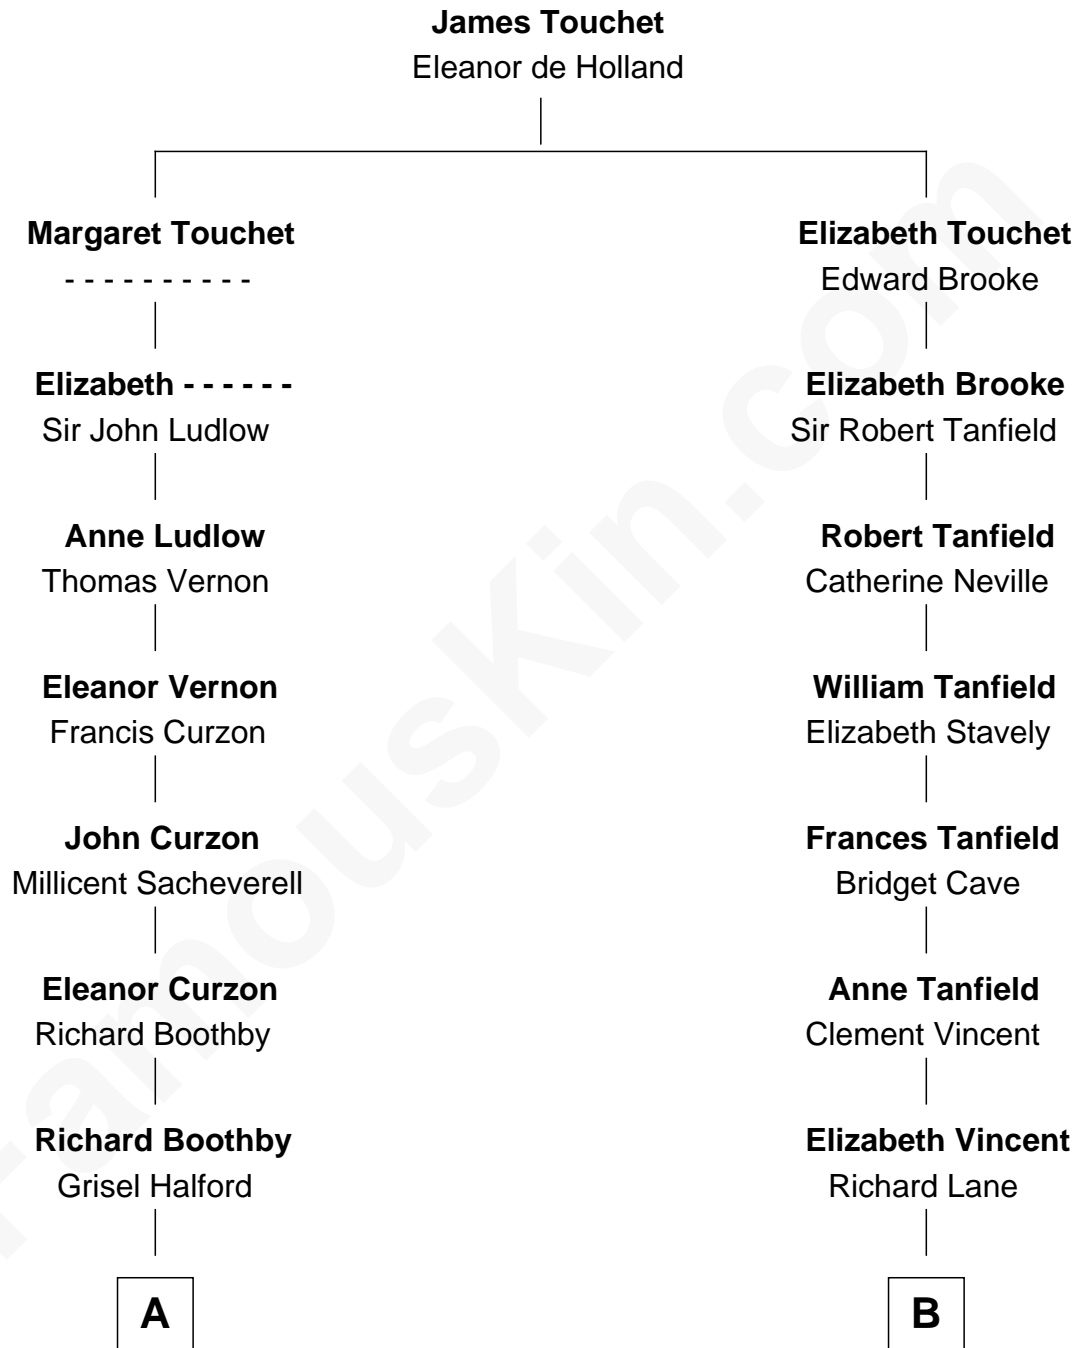 James Touchet
Eleanor de Holland
Margaret Touchet
- - - - - - - - - -
Elizabeth - - - - - -
Sir John Ludlow
Anne Ludlow
Thomas Vernon
Eleanor Vernon
Francis Curzon
John Curzon
Millicent Sacheverell
Eleanor Curzon
Richard Boothby
Richard Boothby
Grisel Halford
A
Elizabeth Touchet
Edward Brooke
Elizabeth Brooke
Sir Robert Tanfield
Robert Tanfield
Catherine Neville
William Tanfield
Elizabeth Stavely
Frances Tanfield
Bridget Cave
Anne Tanfield
Clement Vincent
Elizabeth Vincent
Richard Lane
B
FamousKin.com